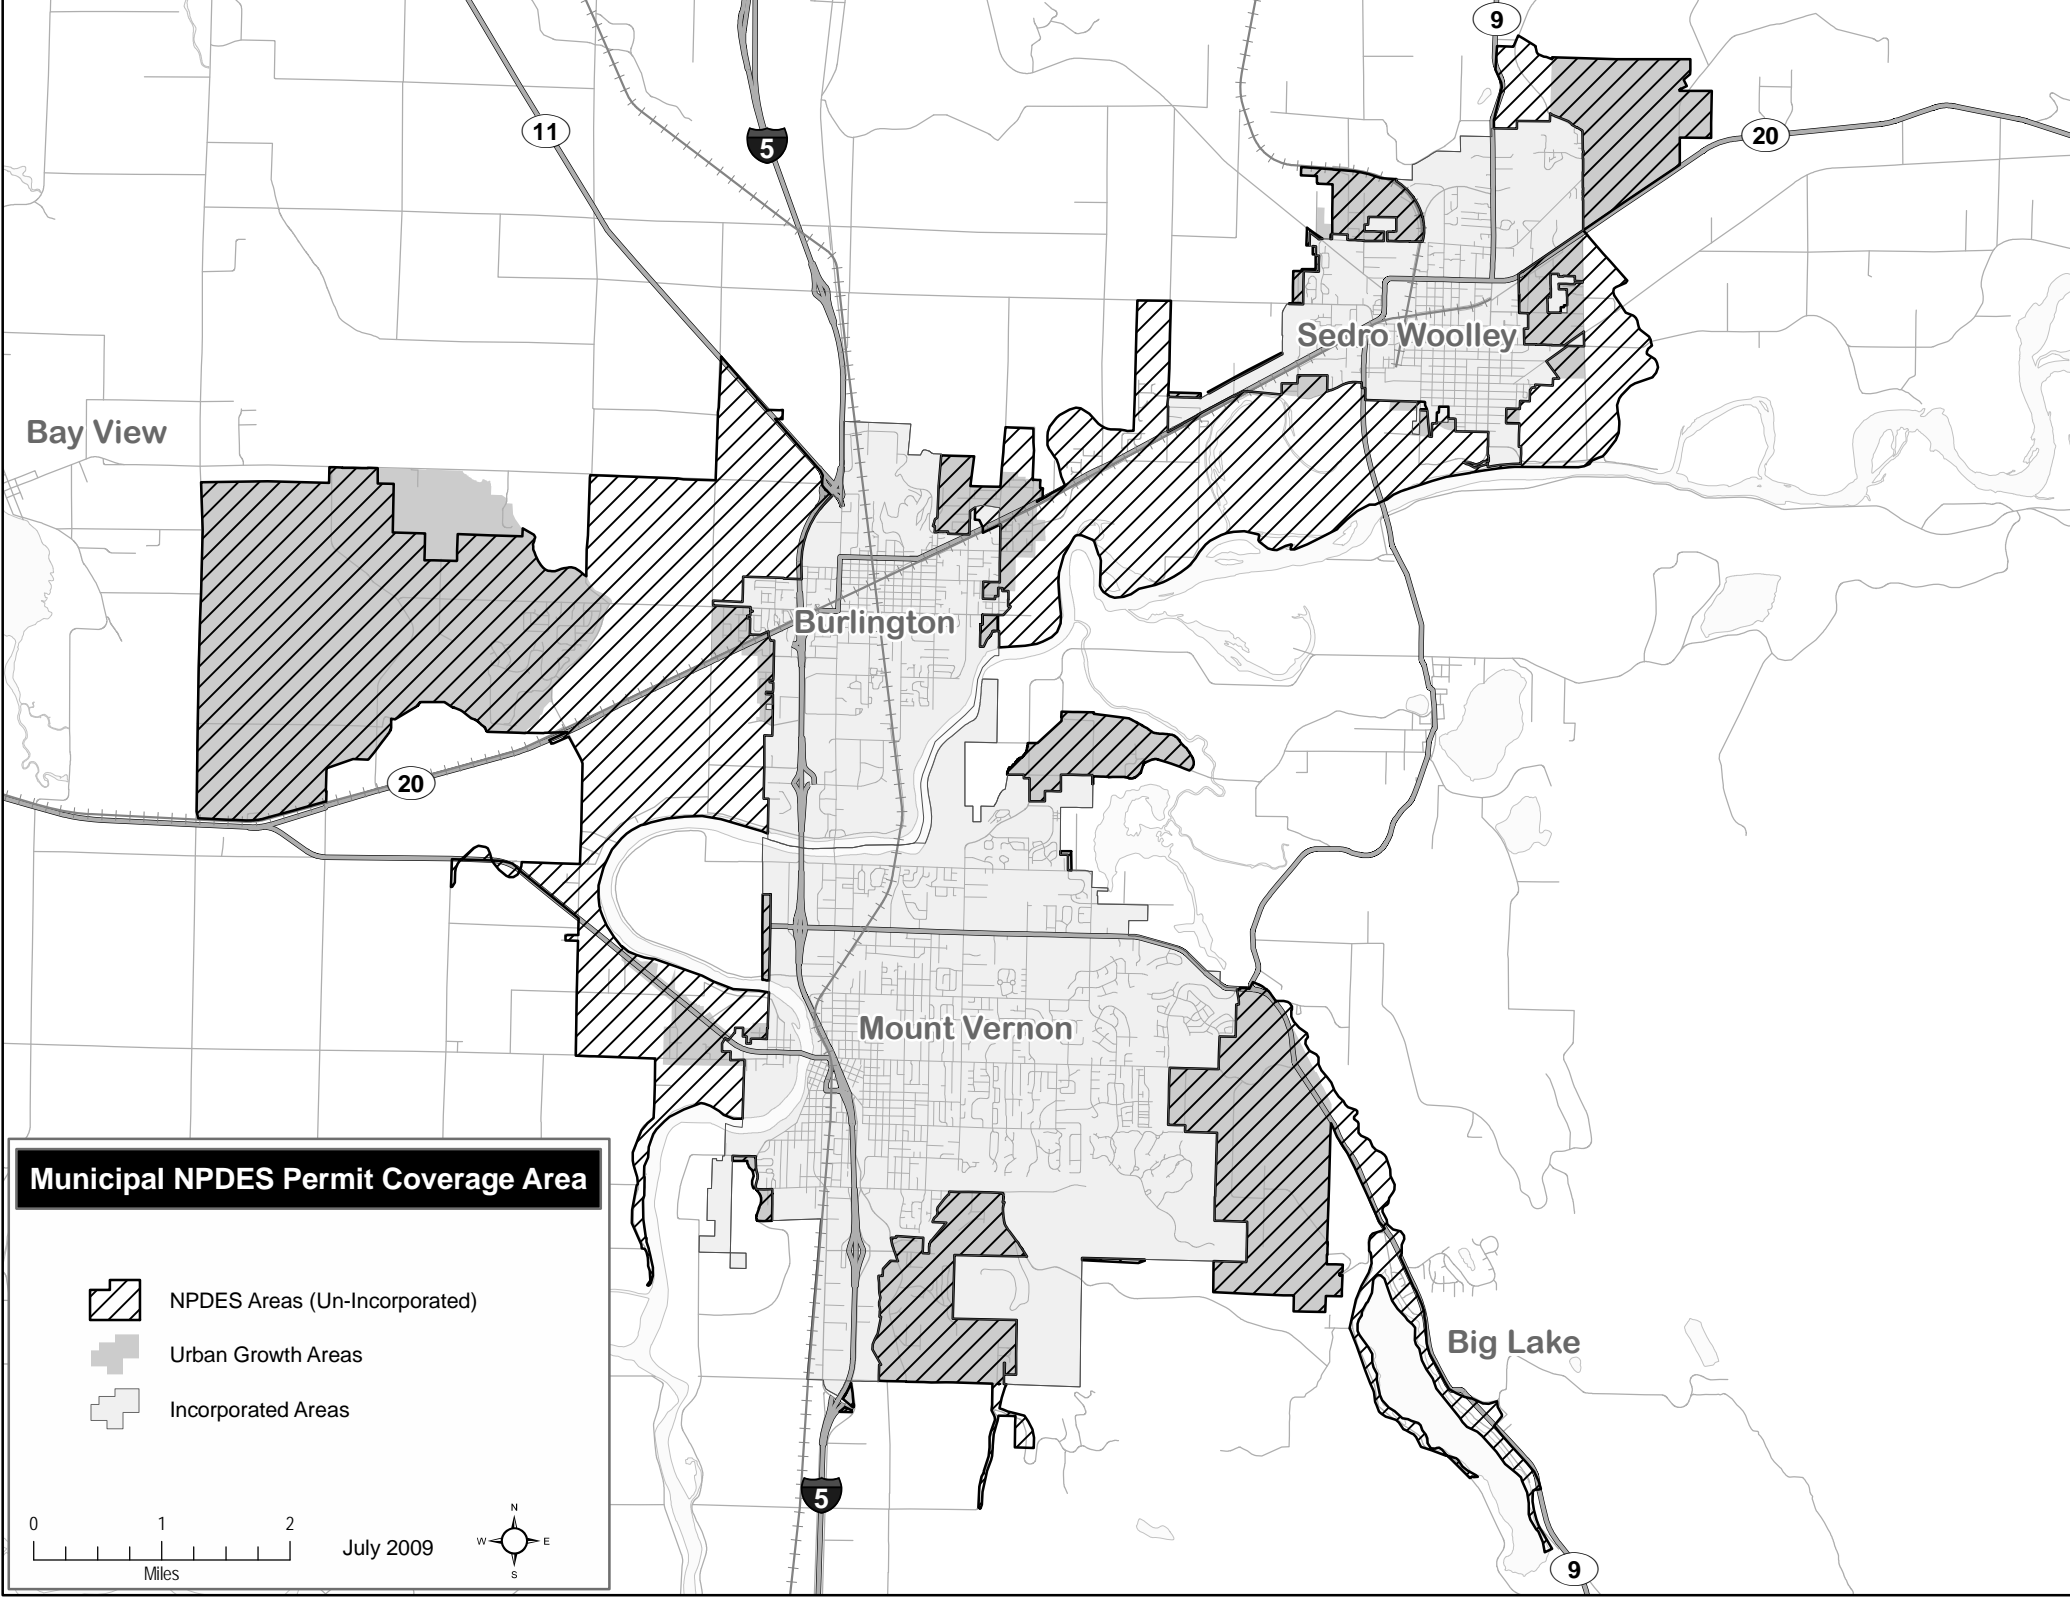 9
11
5
20
Bay View
Sedro Woolley
Burlington
20
Mount Vernon
Big Lake
5
9
Municipal NPDES Permit Coverage Area
NPDES Areas (Un-Incorporated)
Urban Growth Areas
Incorporated Areas
0 1 2
Miles
July 2009
N
W E
S